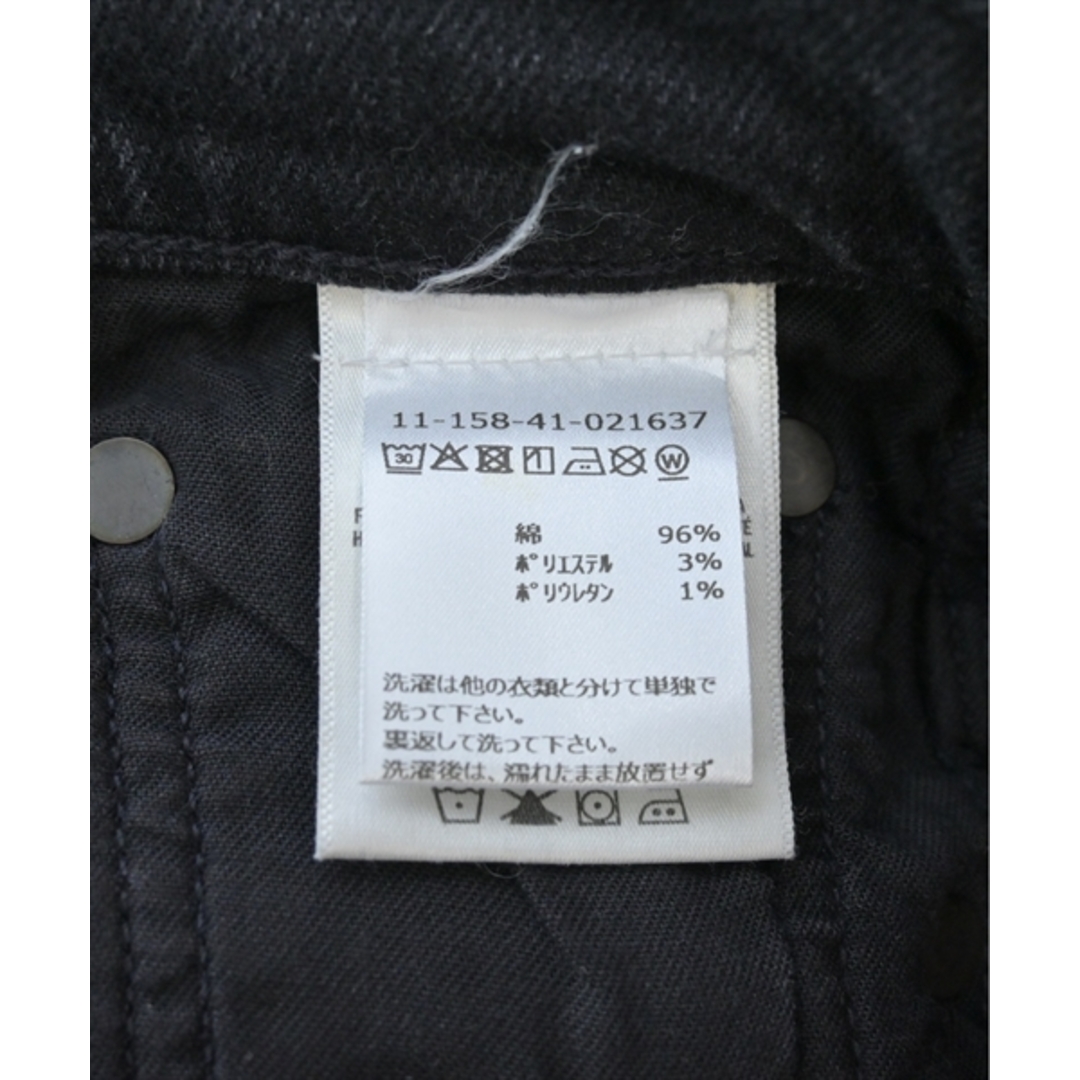 11-158-41-021637
30
W
綿 96%
ポリエステル 3%
ポリウレタン 1%
洗濯は他の衣類と分けて単独で
洗って下さい。
裏返して洗って下さい。
洗濯後は、濡れたまま放置せず